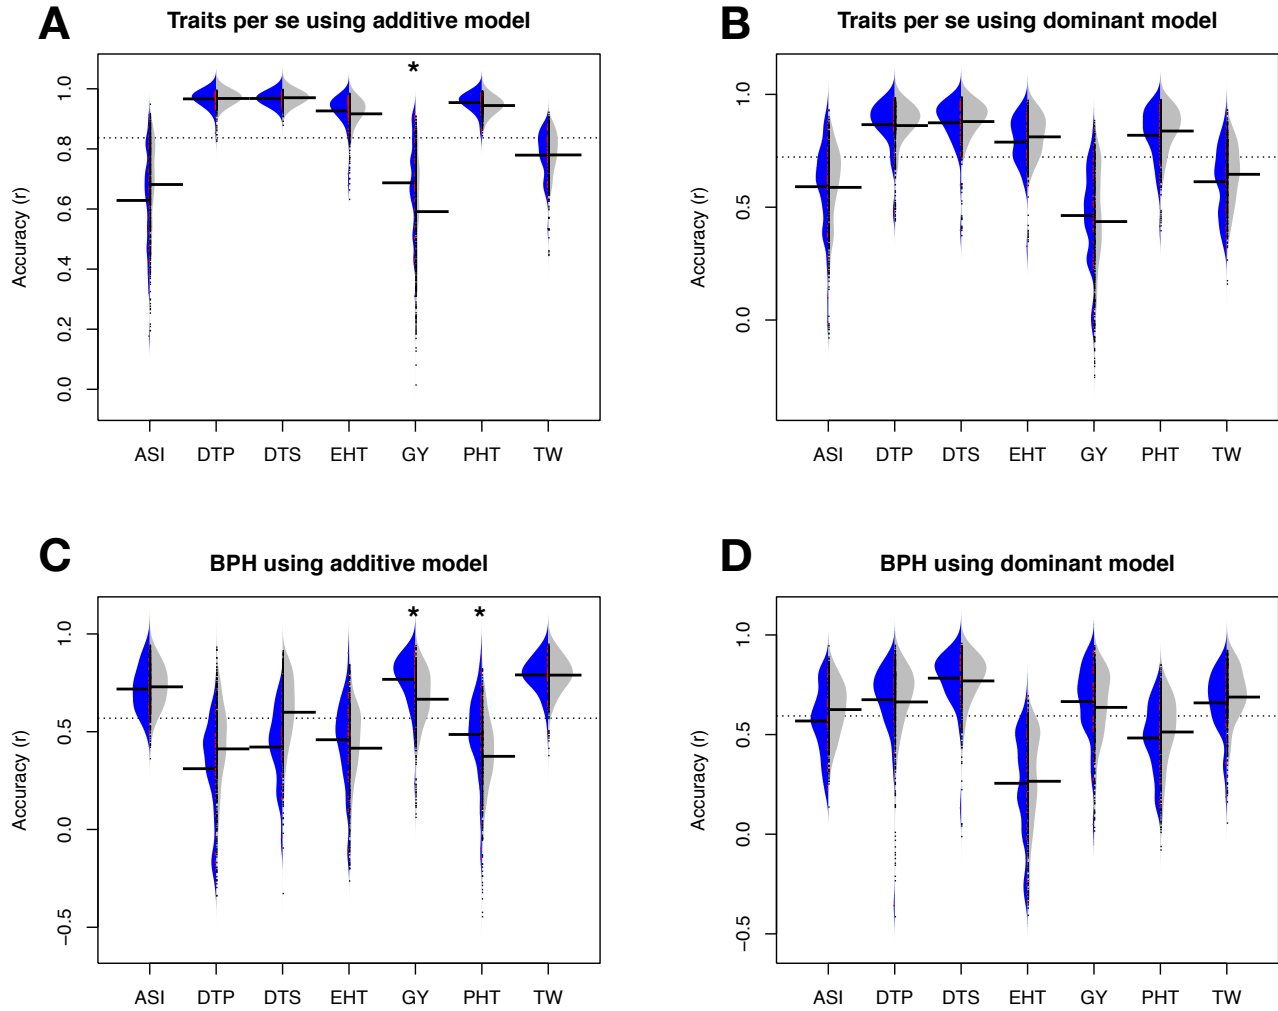 A
Traits per se using additive model
*
Accuracy (r)
1.0
0.8
0.6
0.4
0.2
0.0
ASI DTP DTS EHT GY PHT TW
B
Traits per se using dominant model
Accuracy (r)
1.0
0.5
0.0
ASI DTP DTS EHT GY PHT TW
C
BPH using additive model
* *
Accuracy (r)
1.0
0.5
0.0
−0.5
ASI DTP DTS EHT GY PHT TW
D
BPH using dominant model
Accuracy (r)
1.0
0.5
0.0
−0.5
ASI DTP DTS EHT GY PHT TW